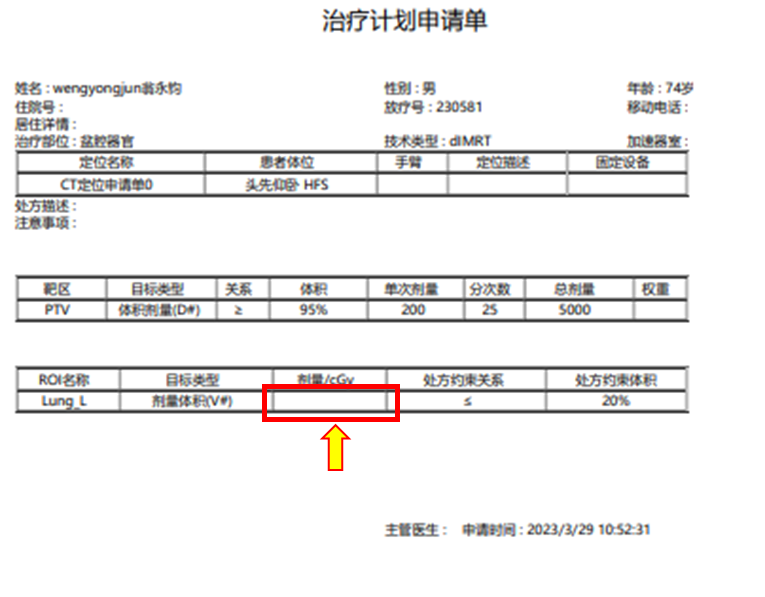 治疗计划申请单
姓名 : wengyongjun翁永钧 性别 : 男 年龄 : 74岁
住院号 : 放疗号 : 230581 移动电话 :
居住详情 :
治疗部位 : 盆腔器官 技术类型 : dIMRT 加速器室 :
定位名称 患者体位 手臂 定位描述 固定设备
CT定位申请单0 头先仰卧 HFS
处方描述 :
注意事项 :
靶区 目标类型 关系 体积 单次剂量 分次数 总剂量 权重
PTV 体积剂量(D#) ≥ 95% 200 25 5000
ROI名称 目标类型 剂量/cGy 处方约束关系 处方约束体积
Lung_L 剂量体积(V#) ≤ 20%
主管医生 : 申请时间 : 2023/3/29 10:52:31